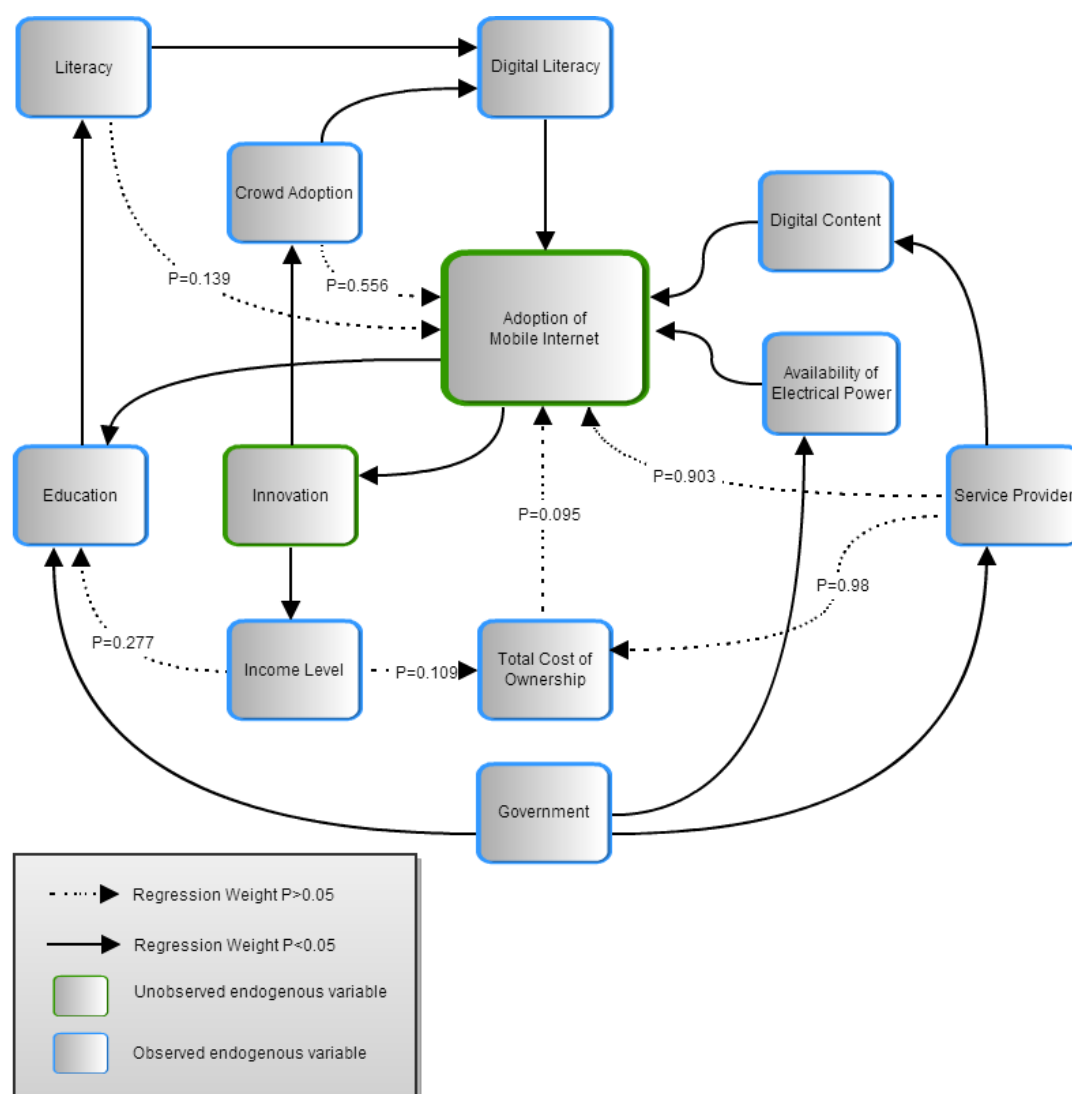 Literacy
Digital Literacy
Crowd Adoption
Digital Content
P=0.139
P=0.556
Adoption of
Mobile Internet
Availability of
Electrical Power
P=0.903
Education
Innovation
Service Provider
P=0.095
P=0.98
P=0.277
Income Level
P=0.109
Total Cost of
Ownership
Government
Regression Weight P>0.05
Regression Weight P<0.05
Unobserved endogenous variable
Observed endogenous variable